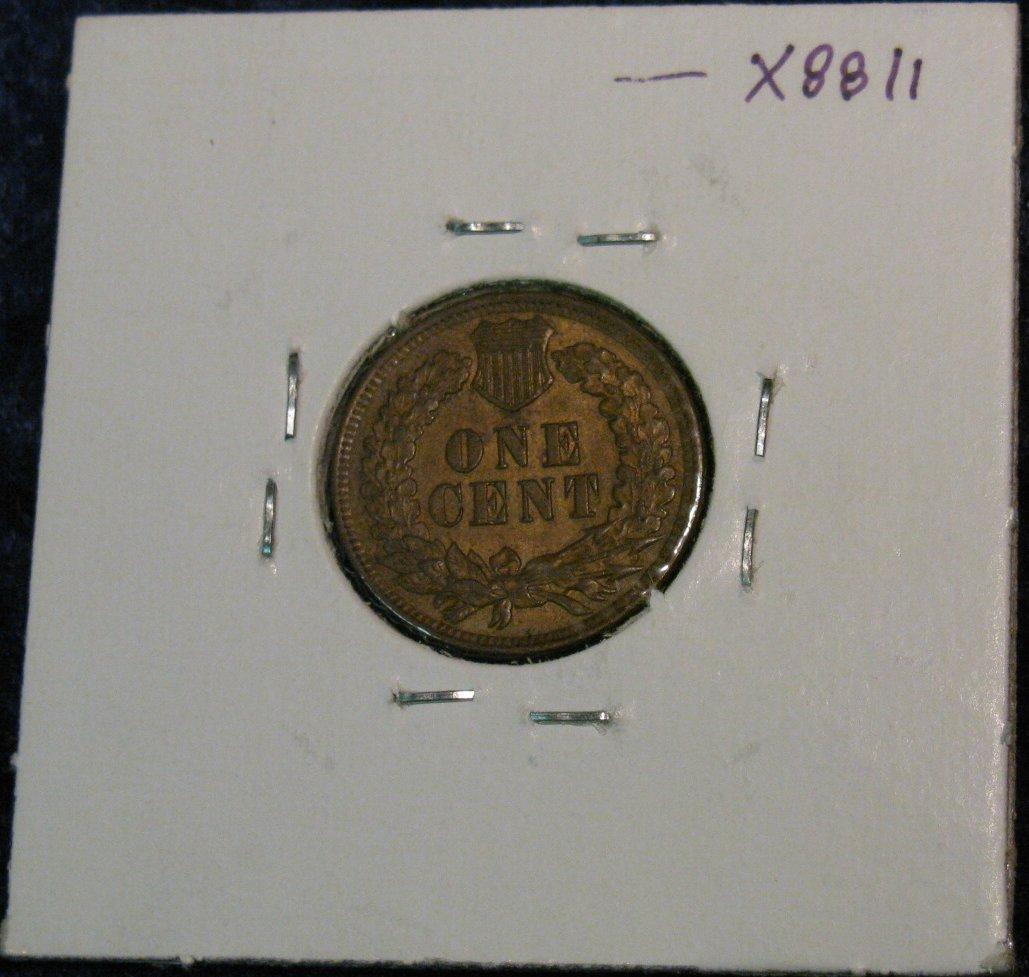 — X8811
ONE
CENT